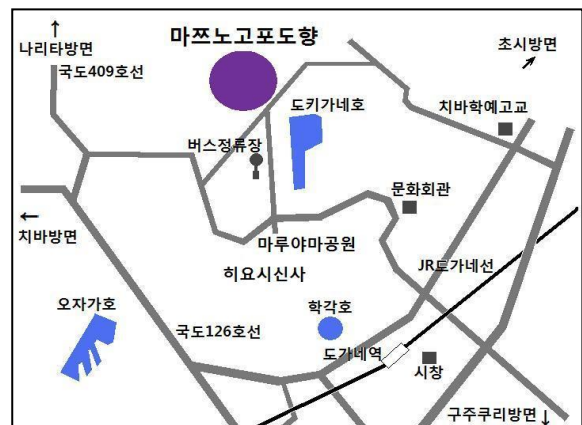 마쯔노고포도향
나리타방면
국도409호선
초시방면
치바학예고교
도키가네호
버스정류장
문화회관
치바방면
마루야마공원
히요시신사
JR도가네선
오자가호
학각호
국도126호선
도가네역
시창
구주쿠리방면